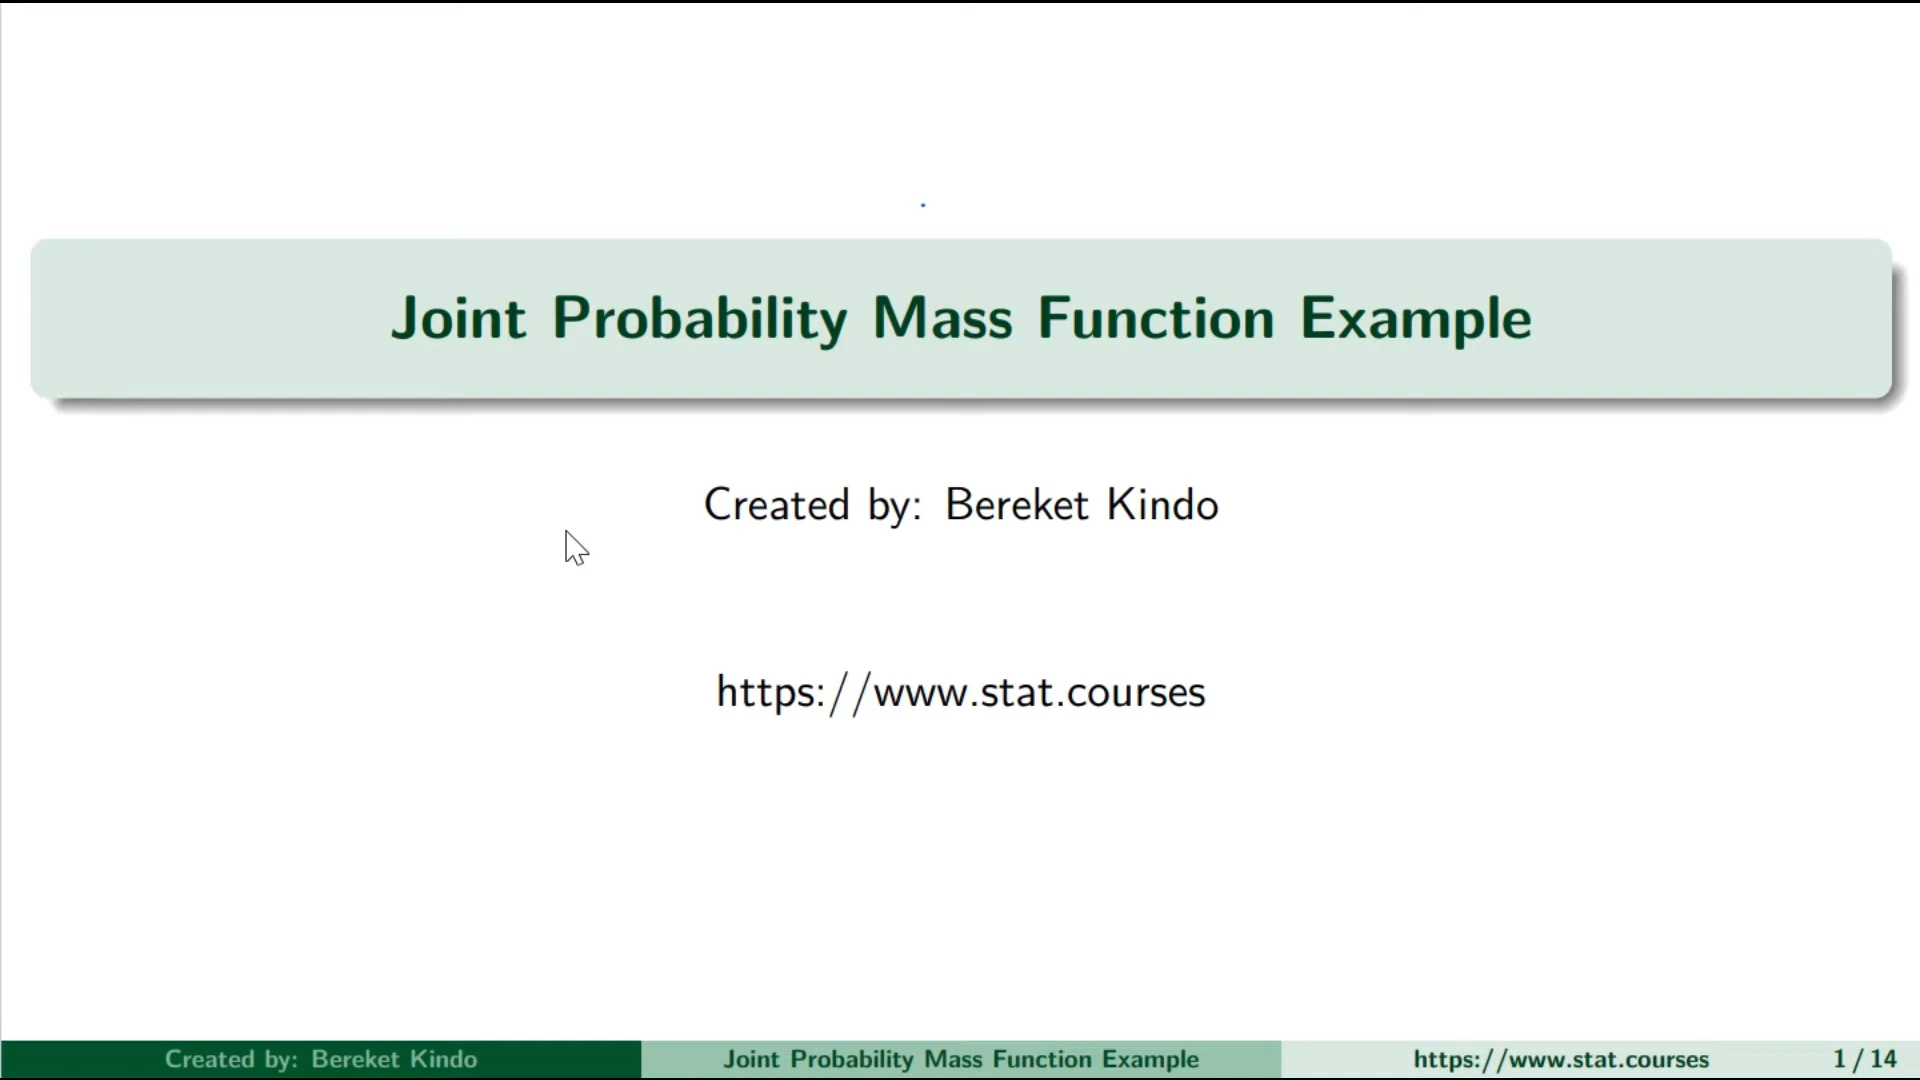 Joint Probability Mass Function Example
Created by: Bereket Kindo
https://www.stat.courses
Created by: Bereket Kindo
Joint Probability Mass Function Example
https://www.stat.courses
1 / 14